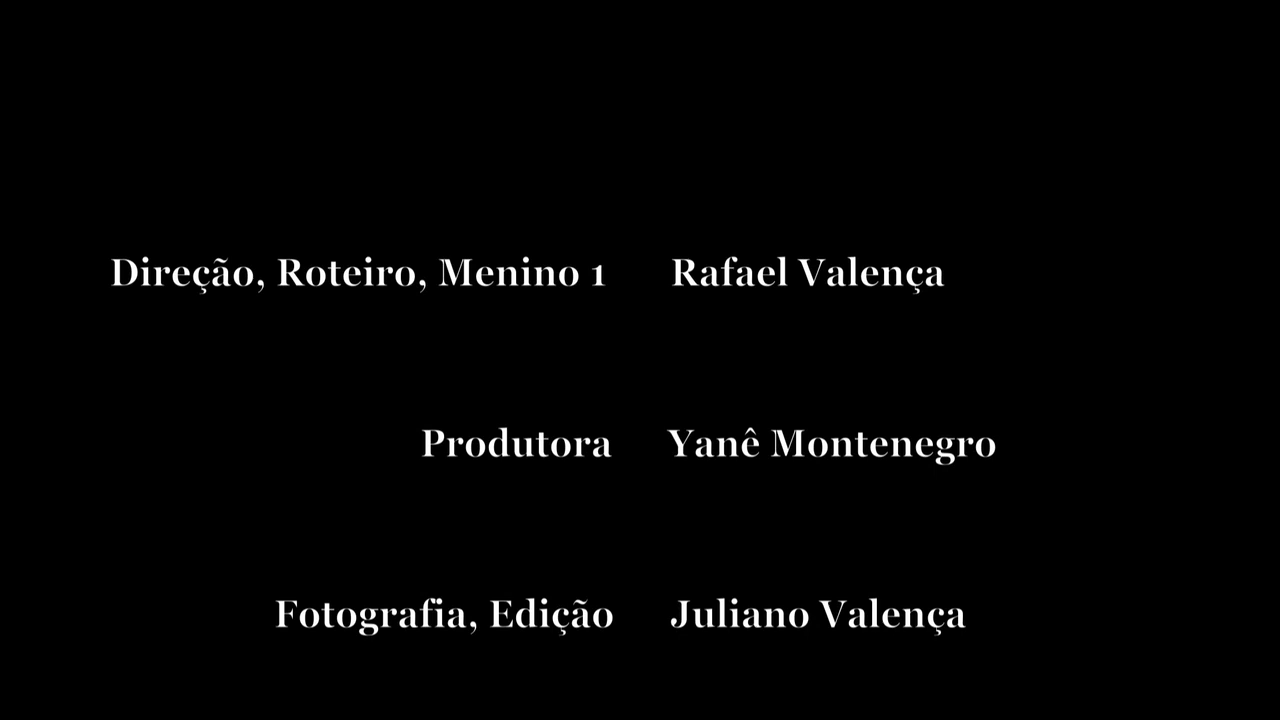 Direção, Roteiro, Menino 1 Rafael Valença
Produtora Yanê Montenegro
Fotografia, Edição Juliano Valença